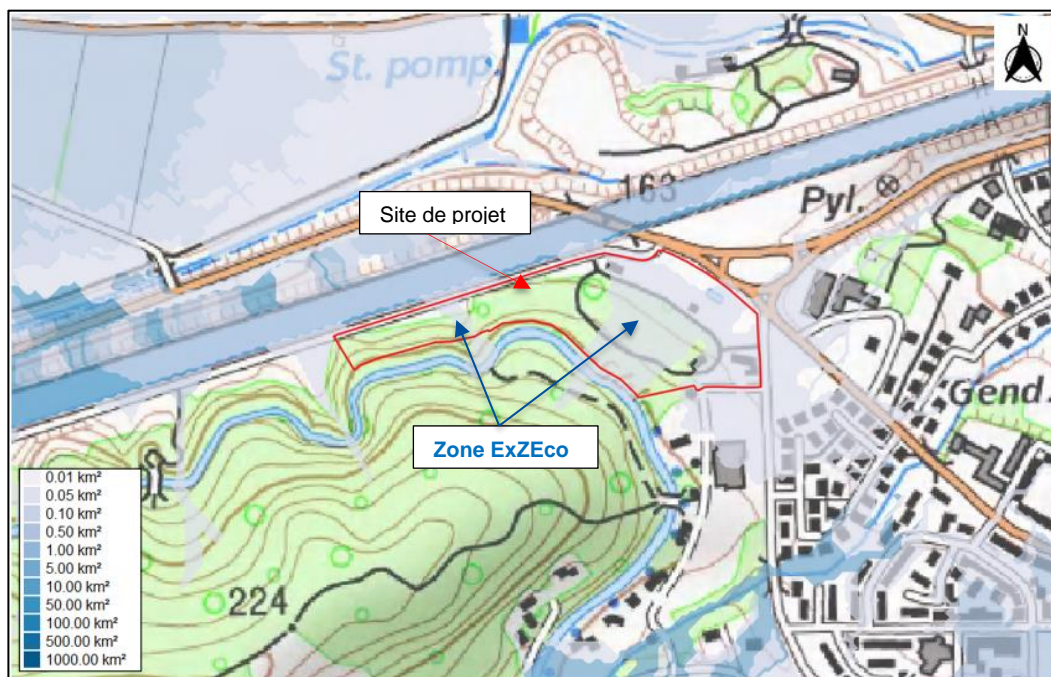 St. pomp.
N
163
Pyl.
Site de projet
Gend.
Zone ExZEco
224
0.01 km²
0.05 km²
0.10 km²
0.50 km²
1.00 km²
5.00 km²
10.00 km²
50.00 km²
100.00 km²
500.00 km²
1000.00 km²